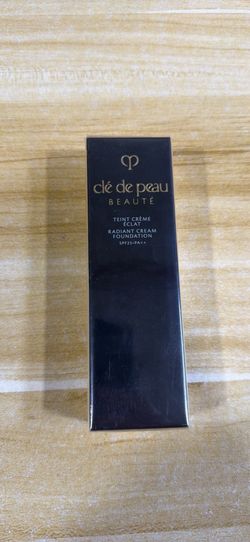 clé de peau
BEAUTÉ
TEINT CRÈME
ÉCLAT
RADIANT CREAM
FOUNDATION
SPF25•PA++